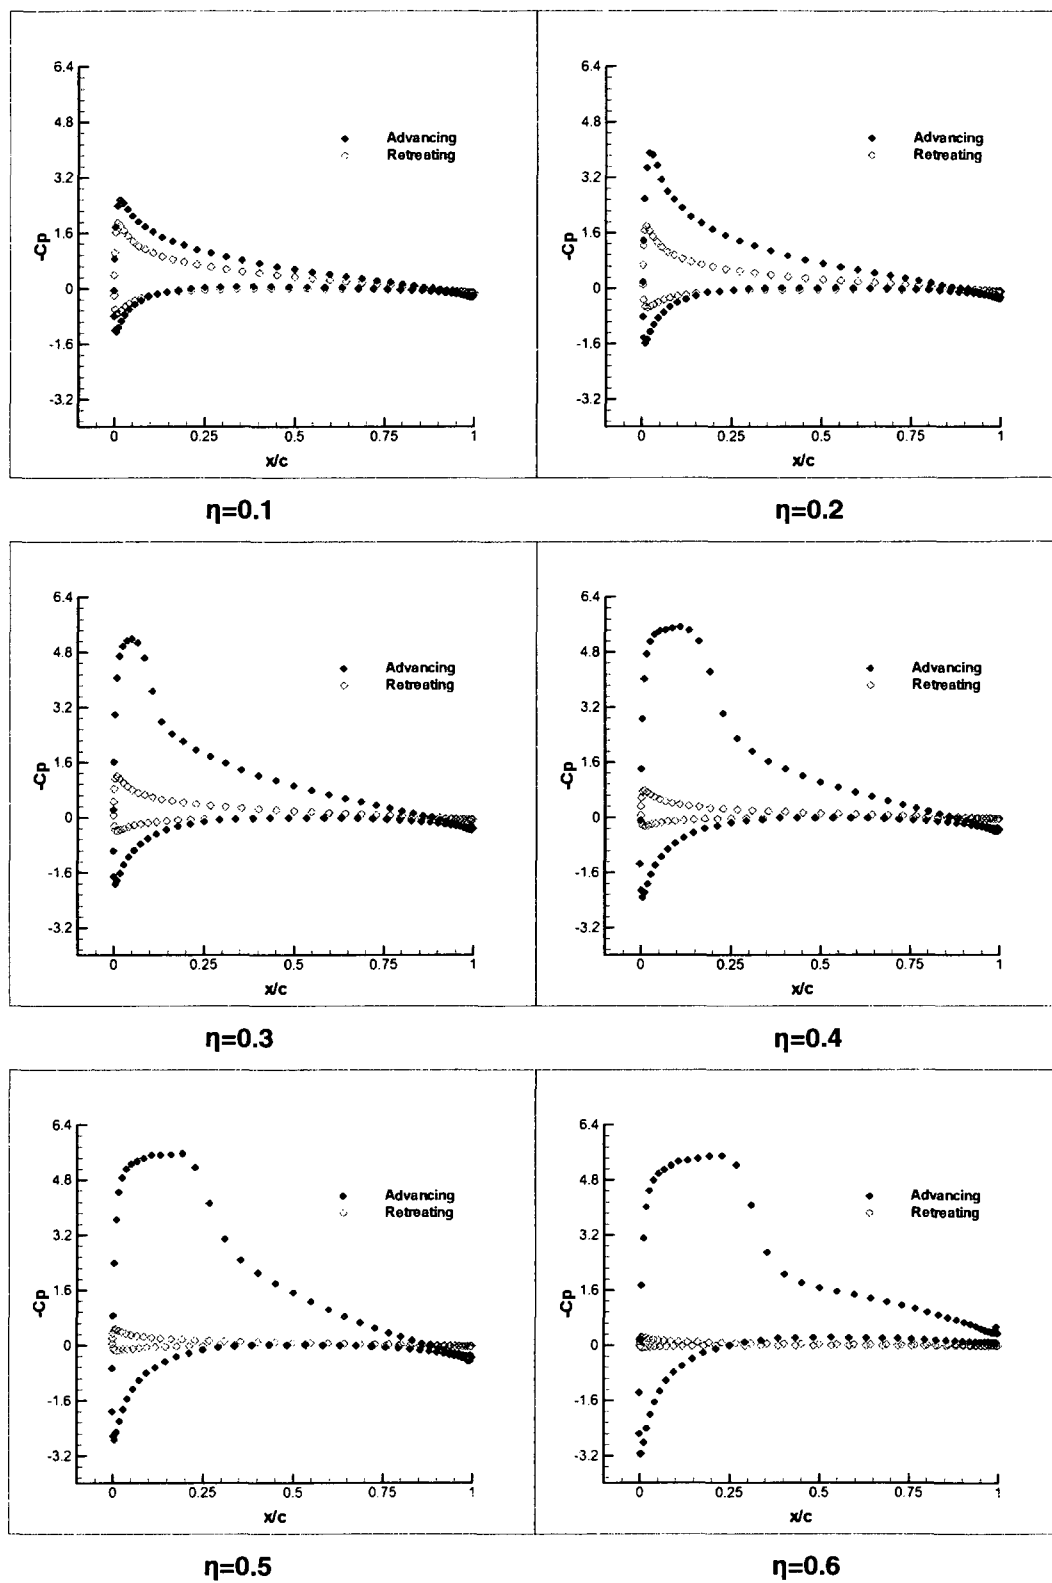 6.4
4.8
3.2
1.6
0
-1.6
-3.2
-Cp
Advancing
Retreating
0 0.25 0.5 0.75 1
x/c
η=0.1
6.4
4.8
3.2
1.6
0
-1.6
-3.2
-Cp
Advancing
Retreating
0 0.25 0.5 0.75 1
x/c
η=0.2
6.4
4.8
3.2
1.6
0
-1.6
-3.2
-Cp
Advancing
Retreating
0 0.25 0.5 0.75 1
x/c
η=0.3
6.4
4.8
3.2
1.6
0
-1.6
-3.2
-Cp
Advancing
Retreating
0 0.25 0.5 0.75 1
x/c
η=0.4
6.4
4.8
3.2
1.6
0
-1.6
-3.2
-Cp
Advancing
Retreating
0 0.25 0.5 0.75 1
x/c
η=0.5
6.4
4.8
3.2
1.6
0
-1.6
-3.2
-Cp
Advancing
Retreating
0 0.25 0.5 0.75 1
x/c
η=0.6